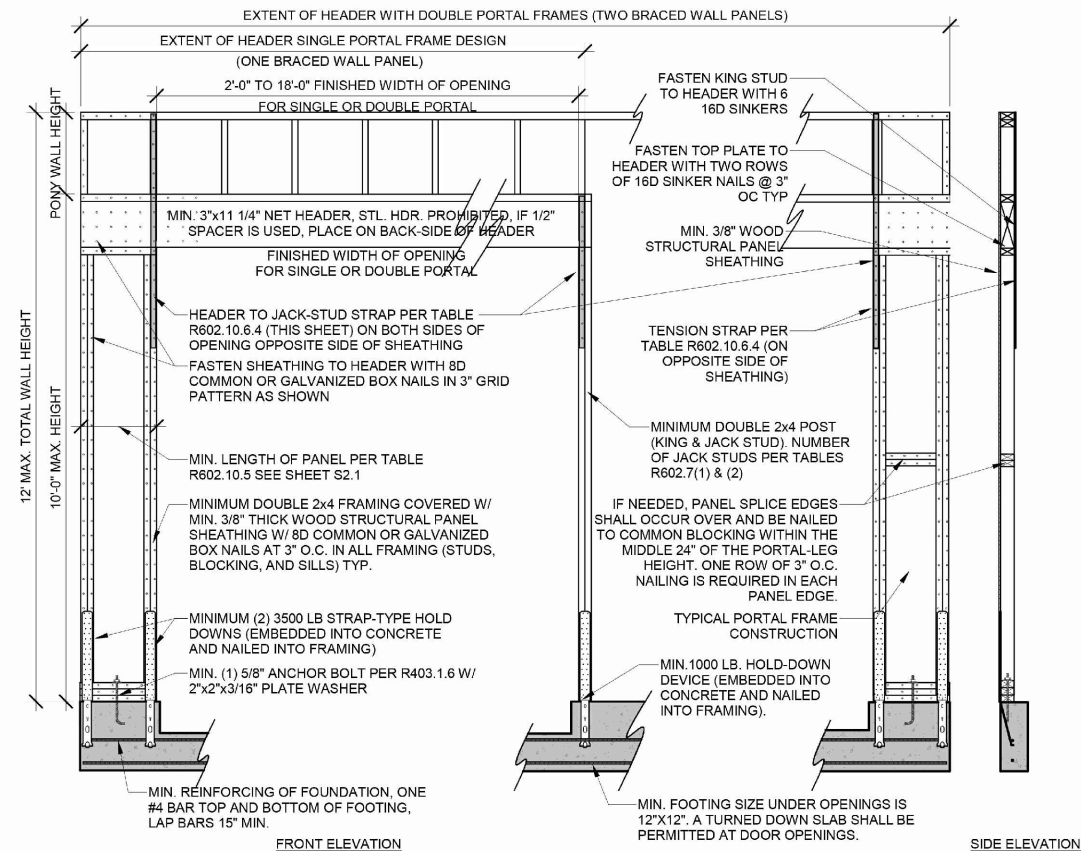 EXTENT OF HEADER WITH DOUBLE PORTAL FRAMES (TWO BRACED WALL PANELS)
EXTENT OF HEADER SINGLE PORTAL FRAME DESIGN
(ONE BRACED WALL PANEL)
2'-0" TO 18'-0" FINISHED WIDTH OF OPENING
FOR SINGLE OR DOUBLE PORTAL
FASTEN KING STUD
TO HEADER WITH 6
16D SINKERS
FASTEN TOP PLATE TO
HEADER WITH TWO ROWS
OF 16D SINKER NAILS @ 3"
OC TYP
PONY WALL HEIGHT
MIN. 3"x11 1/4" NET HEADER, STL. HDR. PROHIBITED, IF 1/2"
SPACER IS USED, PLACE ON BACK-SIDE OF HEADER
FINISHED WIDTH OF OPENING
FOR SINGLE OR DOUBLE PORTAL
MIN. 3/8" WOOD
STRUCTURAL PANEL
SHEATHING
12' MAX. TOTAL WALL HEIGHT
10'-0" MAX. HEIGHT
HEADER TO JACK-STUD STRAP PER TABLE
R602.10.6.4 (THIS SHEET) ON BOTH SIDES OF
OPENING OPPOSITE SIDE OF SHEATHING
TENSION STRAP PER
TABLE R602.10.6.4 (ON
OPPOSITE SIDE OF
SHEATHING)
FASTEN SHEATHING TO HEADER WITH 8D
COMMON OR GALVANIZED BOX NAILS IN 3" GRID
PATTERN AS SHOWN
MINIMUM DOUBLE 2x4 POST
(KING & JACK STUD). NUMBER
OF JACK STUDS PER TABLES
R602.7(1) & (2)
MIN. LENGTH OF PANEL PER TABLE
R602.10.5 SEE SHEET S2.1
MINIMUM DOUBLE 2x4 FRAMING COVERED W/
MIN. 3/8" THICK WOOD STRUCTURAL PANEL
SHEATHING W/ 8D COMMON OR GALVANIZED
BOX NAILS AT 3" O.C. IN ALL FRAMING (STUDS,
BLOCKING, AND SILLS) TYP.
IF NEEDED, PANEL SPLICE EDGES
SHALL OCCUR OVER AND BE NAILED
TO COMMON BLOCKING WITHIN THE
MIDDLE 24" OF THE PORTAL-LEG
HEIGHT. ONE ROW OF 3" O.C.
NAILING IS REQUIRED IN EACH
PANEL EDGE.
MINIMUM (2) 3500 LB STRAP-TYPE HOLD
DOWNS (EMBEDDED INTO CONCRETE
AND NAILED INTO FRAMING)
TYPICAL PORTAL FRAME
CONSTRUCTION
MIN. (1) 5/8" ANCHOR BOLT PER R403.1.6 W/
2"x2"x3/16" PLATE WASHER
MIN.1000 LB. HOLD-DOWN
DEVICE (EMBEDDED INTO
CONCRETE AND NAILED
INTO FRAMING).
MIN. REINFORCING OF FOUNDATION, ONE
#4 BAR TOP AND BOTTOM OF FOOTING,
LAP BARS 15" MIN.
MIN. FOOTING SIZE UNDER OPENINGS IS
12"X12". A TURNED DOWN SLAB SHALL BE
PERMITTED AT DOOR OPENINGS.
FRONT ELEVATION
SIDE ELEVATION